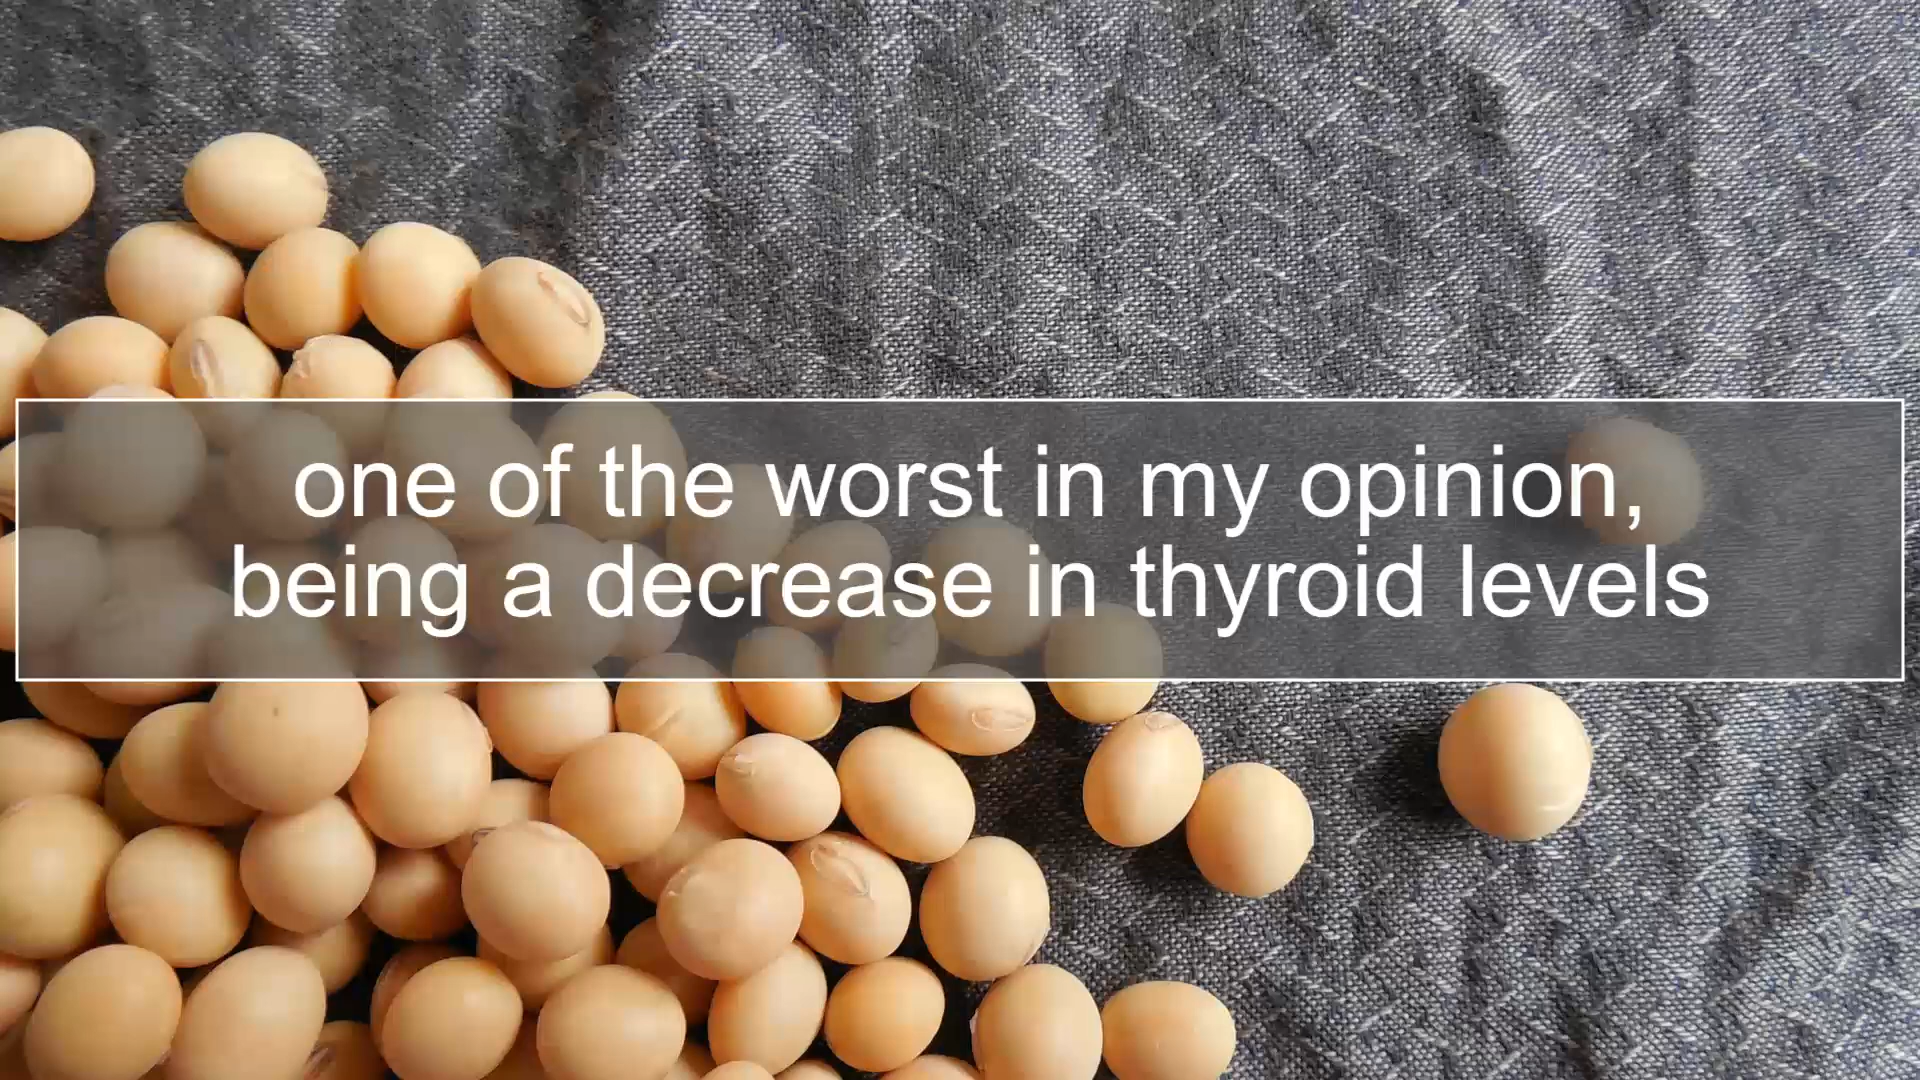 one of the worst in my opinion,
being a decrease in thyroid levels